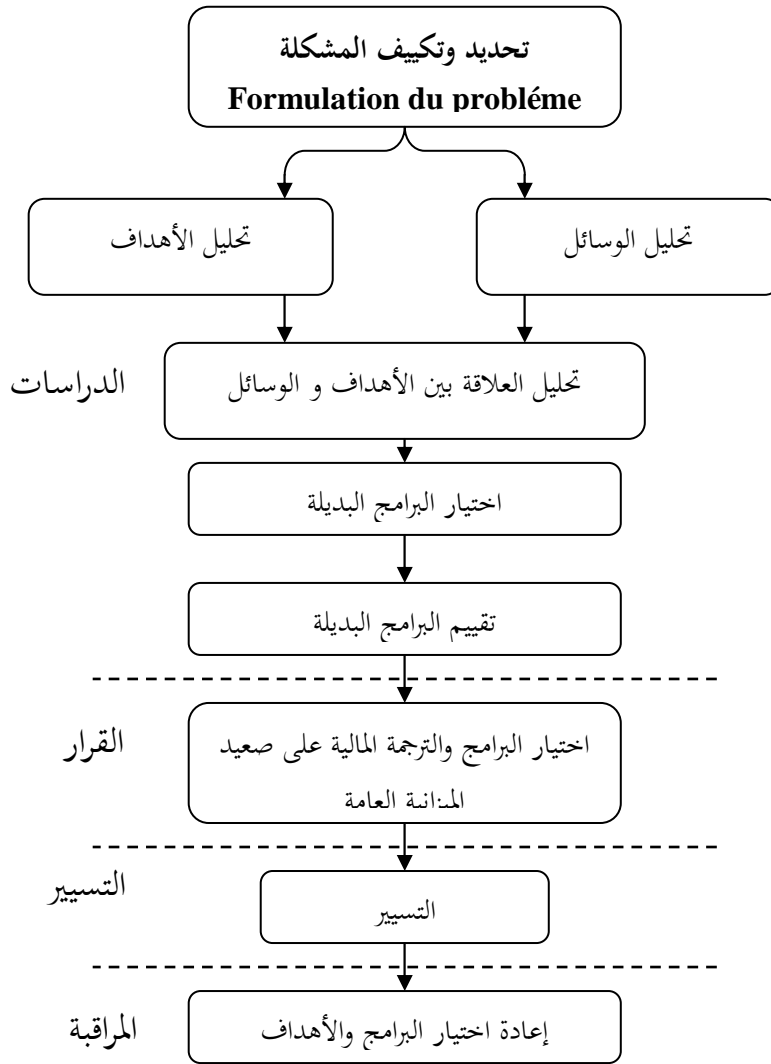 تحديد وتكييف المشكلة
Formulation du probléme
تحليل الأهداف
تحليل الوسائل
الدراسات
تحليل العلاقة بين الأهداف و الوسائل
اختيار البرامج البديلة
تقييم البرامج البديلة
القرار
اختيار البرامج والترجمة المالية على صعيد
الميزانية العامة
التسيير
التسيير
المراقبة
إعادة اختيار البرامج والأهداف